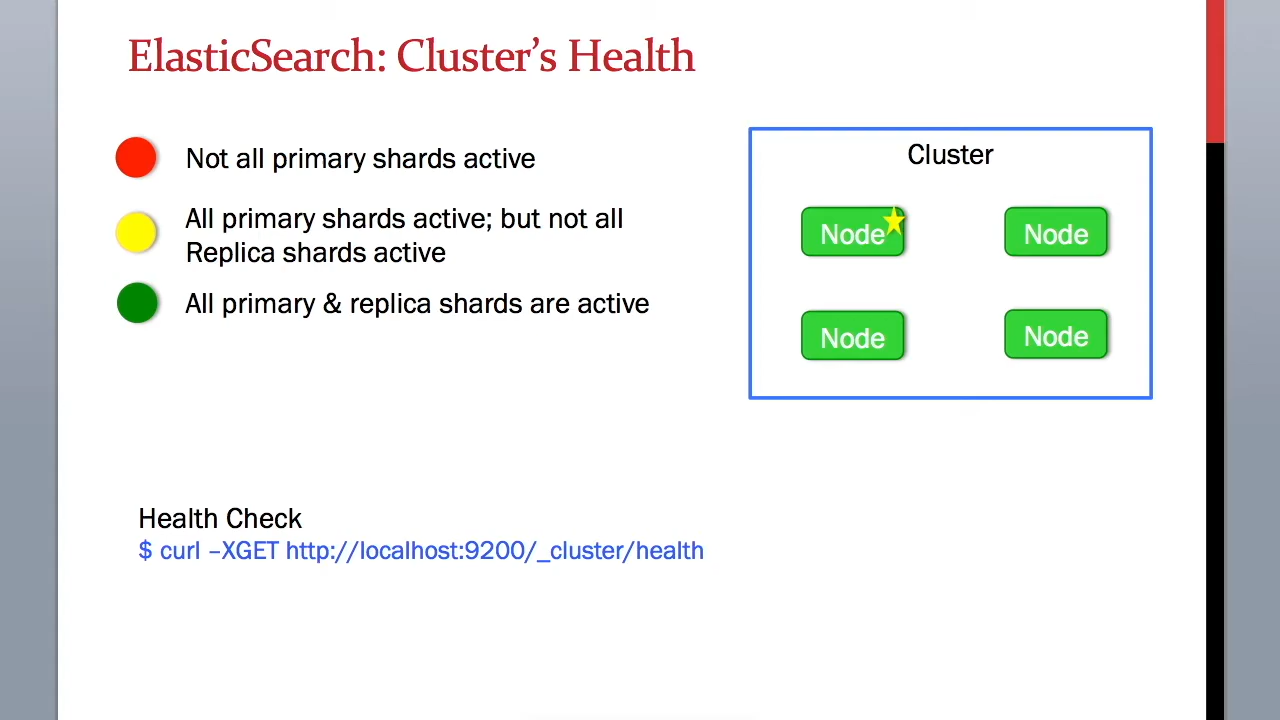 ElasticSearch: Cluster’s Health
Not all primary shards active
All primary shards active; but not all
Replica shards active
All primary & replica shards are active
Cluster
Node
Node
Node
Node
Health Check
$ curl –XGET http://localhost:9200/_cluster/health